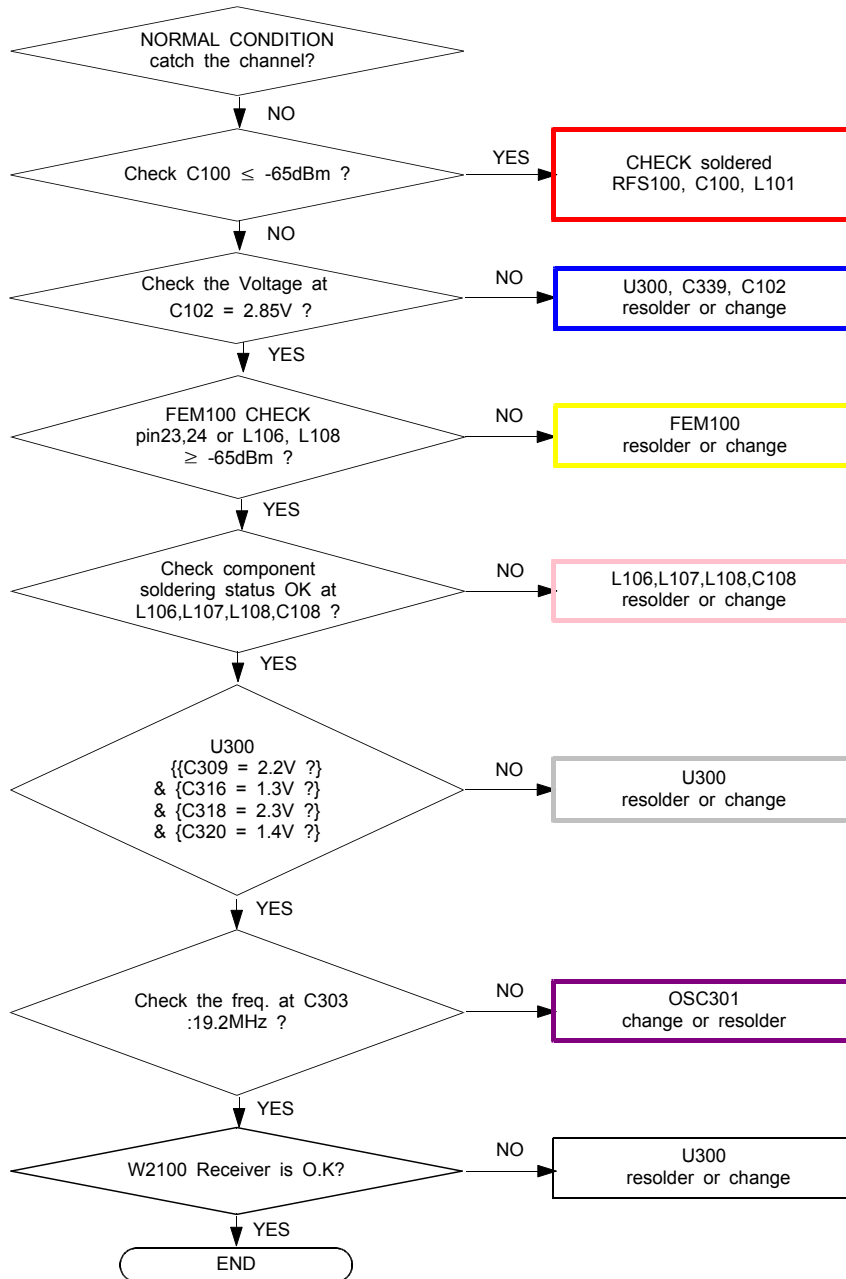 NORMAL CONDITION
catch the channel?
NO
Check C100 ≤ -65dBm ?
YES
CHECK soldered
RFS100, C100, L101
NO
Check the Voltage at
C102 = 2.85V ?
NO
U300, C339, C102
resolder or change
YES
FEM100 CHECK
pin23,24 or L106, L108
≥ -65dBm ?
NO
FEM100
resolder or change
YES
Check component
soldering status OK at
L106,L107,L108,C108 ?
NO
L106,L107,L108,C108
resolder or change
YES
U300
{{C309 = 2.2V ?}
& {C316 = 1.3V ?}
& {C318 = 2.3V ?}
& {C320 = 1.4V ?}
NO
U300
resolder or change
YES
Check the freq. at C303
:19.2MHz ?
NO
OSC301
change or resolder
YES
W2100 Receiver is O.K?
NO
U300
resolder or change
YES
END